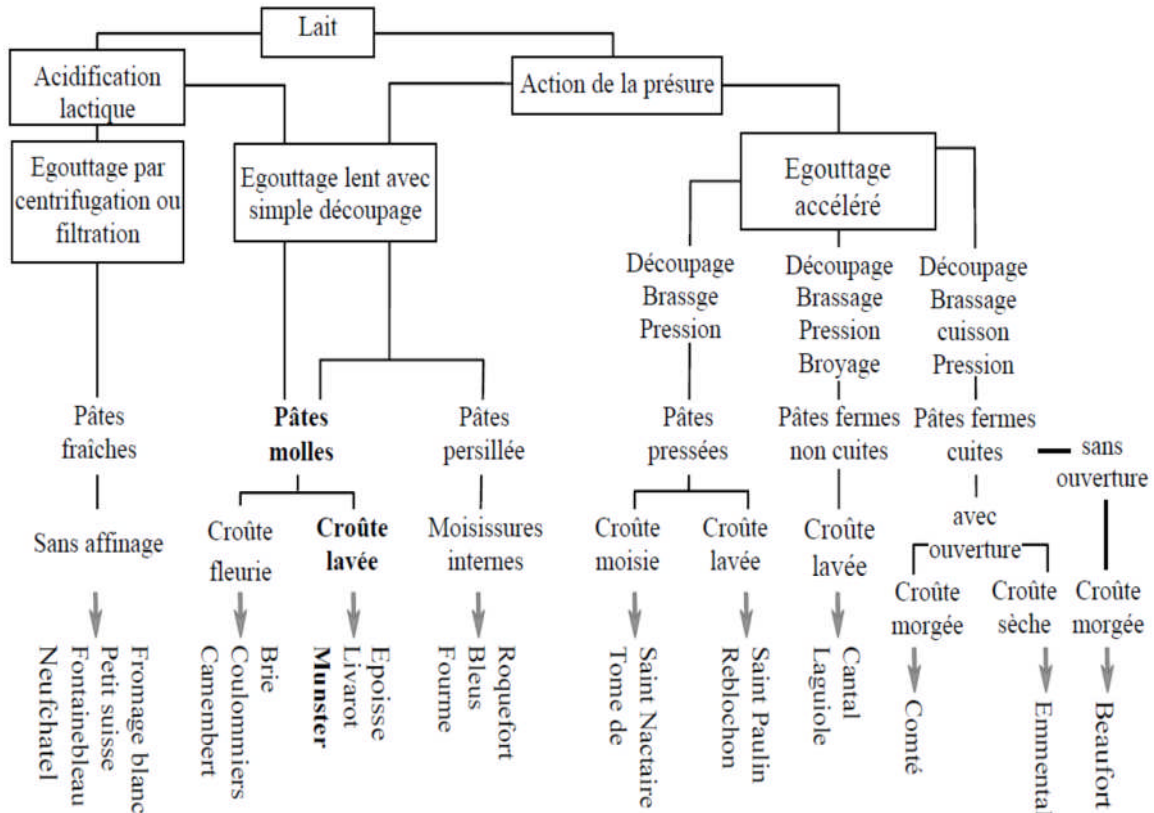 Lait
Acidification
lactique
Action de la présure
Egouttage par
centrifugation ou
filtration
Egouttage lent avec
simple découpage
Egouttage
accéléré
Découpage
Brassge
Pression
Découpage
Brassage
Pression
Broyage
Découpage
Brassage
cuisson
Pression
Pâtes
fraîches
Pâtes
molles
Pâtes
persillée
Pâtes
pressées
Pâtes fermes
non cuites
Pâtes fermes
cuites
sans
ouverture
Sans affinage
Croûte
fleurie
Croûte
lavée
Moisissures
internes
Croûte
moisie
Croûte
lavée
Croûte
lavée
avec
ouverture
Croûte
morgée
Croûte
sèche
Croûte
morgée
Fromage blanc
Petit suisse
Fontainebleau
Neufchatel
Brie
Coulommiers
Camembert
Epoisse
Livarot
Munster
Roquefort
Bleus
Fourme
Saint Nactaire
Tome de
Saint Paulin
Reblochon
Cantal
Laguiole
Comté
Emmental
Beaufort